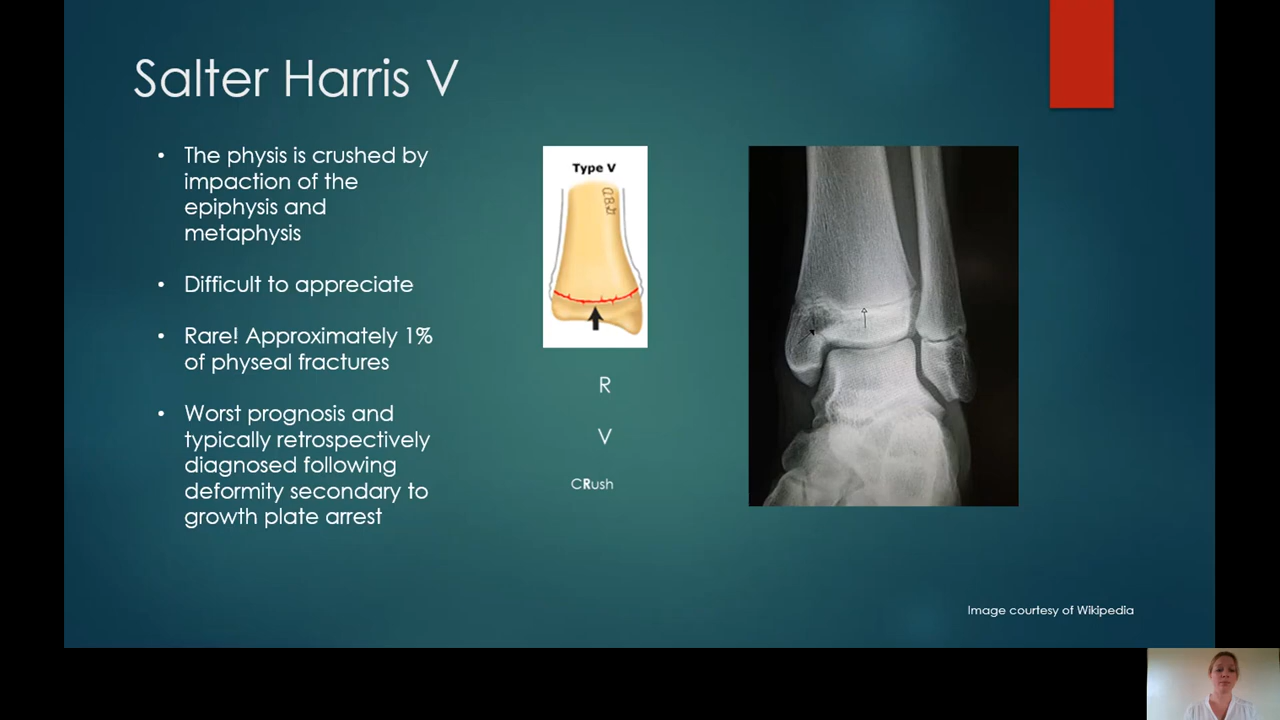 Salter Harris V
• The physis is crushed by
impaction of the
epiphysis and
metaphysis
• Difficult to appreciate
• Rare! Approximately 1%
of physeal fractures
• Worst prognosis and
typically retrospectively
diagnosed following
deformity secondary to
growth plate arrest
Type V
R
V
CRush
Image courtesy of Wikipedia